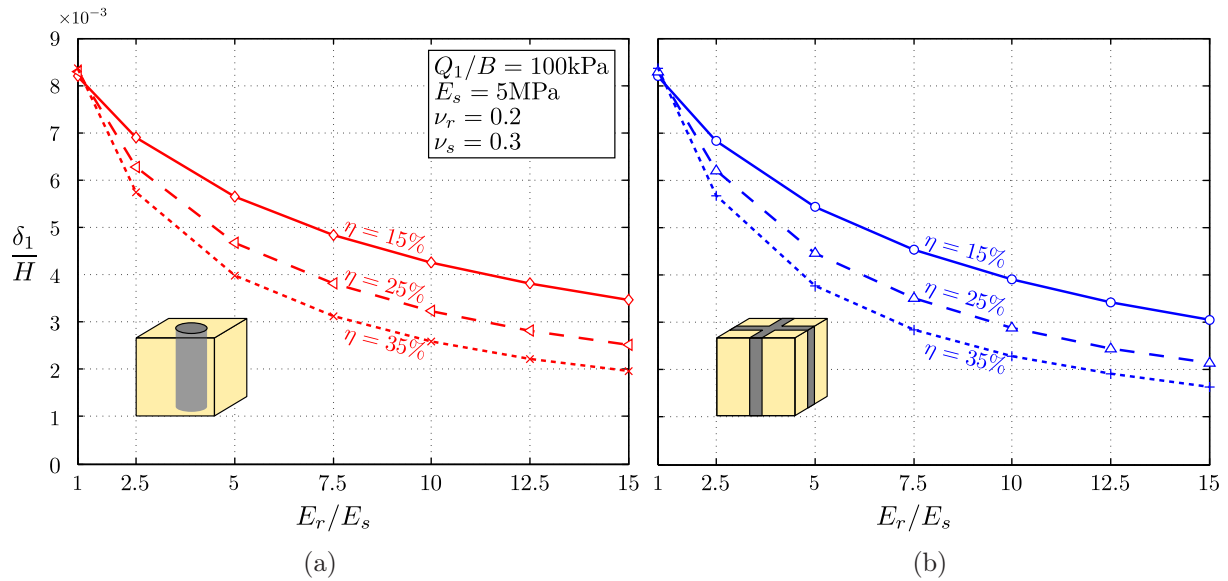 ×10⁻³
9
8
7
6
5
4
3
2
1
0
δ₁/H
Q₁/B = 100kPa
Eₛ = 5MPa
νᵣ = 0.2
νₛ = 0.3
η = 15%
η = 25%
η = 35%
1 2.5 5 7.5 10 12.5 15
Eᵣ/Eₛ
(a)
η = 15%
η = 25%
η = 35%
1 2.5 5 7.5 10 12.5 15
Eᵣ/Eₛ
(b)